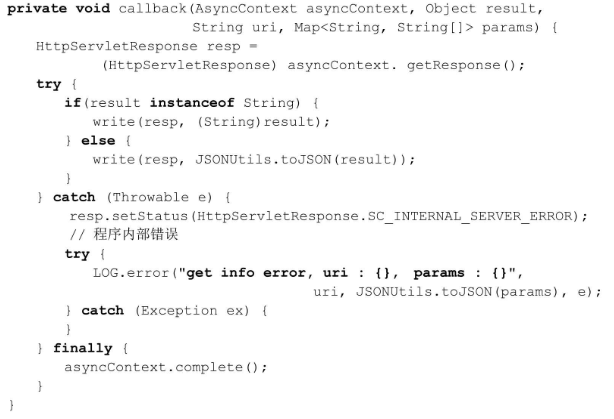 private void callback(AsyncContext asyncContext, Object result,
                      String uri, Map<String, String[]> params) {
   HttpServletResponse resp =
           (HttpServletResponse) asyncContext. getResponse();
   try {
       if(result instanceof String) {
          write(resp, (String)result);
       } else {
          write(resp, JSONUtils.toJSON(result));
       }
   } catch (Throwable e) {
       resp.setStatus(HttpServletResponse.SC_INTERNAL_SERVER_ERROR);
       // 程序内部错误
       try {
          LOG.error("get info error, uri : {}, params : {}",
                                    uri, JSONUtils.toJSON(params), e);
       } catch (Exception ex) {
       }
   } finally {
       asyncContext.complete();
   }
}